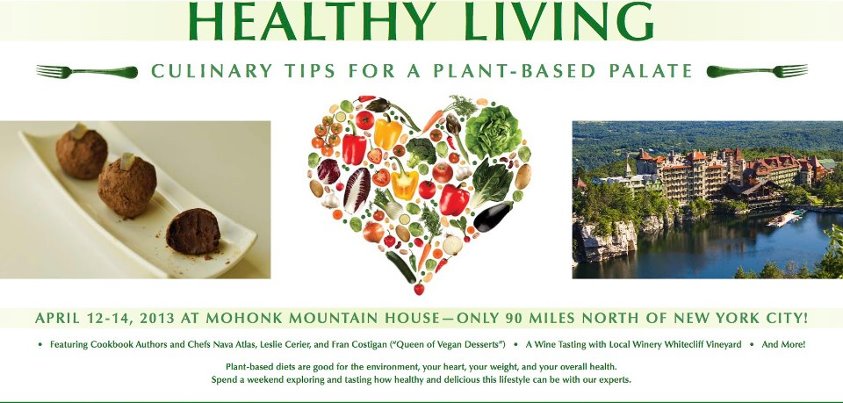 HEALTHY LIVING
CULINARY TIPS FOR A PLANT-BASED PALATE
APRIL 12-14, 2013 AT MOHONK MOUNTAIN HOUSE—ONLY 90 MILES NORTH OF NEW YORK CITY!
• Featuring Cookbook Authors and Chefs Nava Atlas, Leslie Cerier, and Fran Costigan (“Queen of Vegan Desserts”) • A Wine Tasting with Local Winery Whitecliff Vineyard • And More!
Plant-based diets are good for the environment, your heart, your weight, and your overall health.
Spend a weekend exploring and tasting how healthy and delicious this lifestyle can be with our experts.